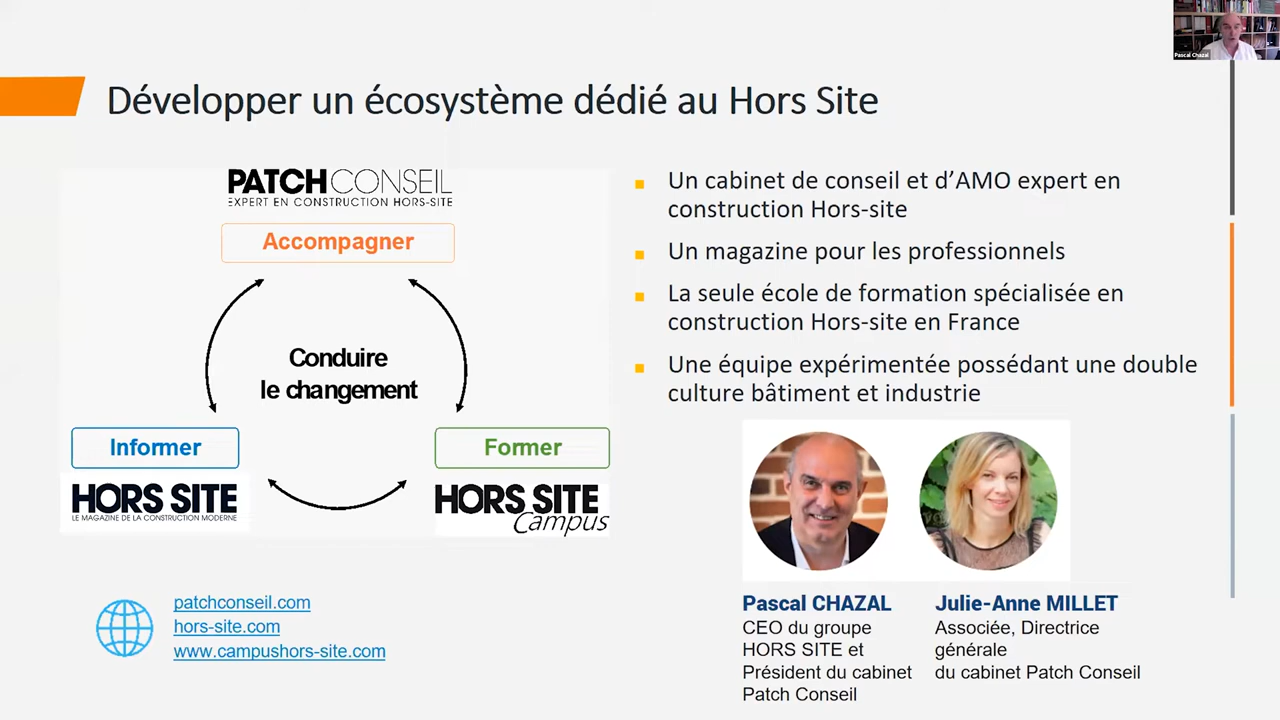 Pascal Chazal
Développer un écosystème dédié au Hors Site
PATCH CONSEIL
EXPERT EN CONSTRUCTION HORS-SITE
Accompagner
Conduire
le changement
Informer
HORS SITE
LE MAGAZINE DE LA CONSTRUCTION MODERNE
Former
HORS SITE
Campus
patchconseil.com
hors-site.com
www.campushors-site.com
Un cabinet de conseil et d’AMO expert en
construction Hors-site
Un magazine pour les professionnels
La seule école de formation spécialisée en
construction Hors-site en France
Une équipe expérimentée possédant une double
culture bâtiment et industrie
Pascal CHAZAL
CEO du groupe
HORS SITE et
Président du cabinet
Patch Conseil
Julie-Anne MILLET
Associée, Directrice
générale
du cabinet Patch Conseil